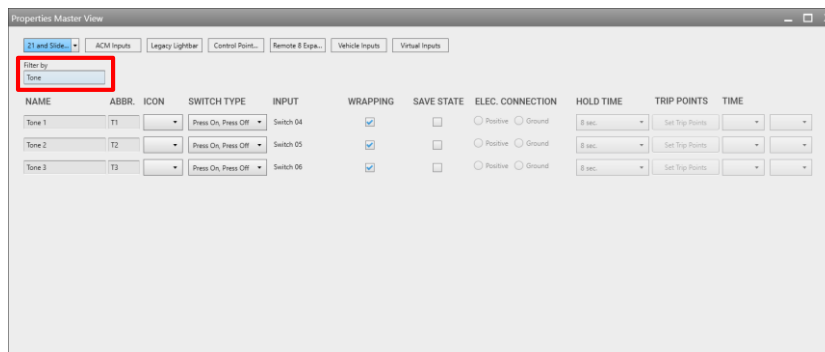 Properties Master View
21 and Slide... ACM Inputs Legacy Lightbar Control Point... Remote 8 Expa... Vehicle Inputs Virtual Inputs
Filter by
Tone
NAME ABBR. ICON SWITCH TYPE INPUT WRAPPING SAVE STATE ELEC. CONNECTION HOLD TIME TRIP POINTS TIME
Tone 1 T1 Press On, Press Off Switch 04 Positive Ground 8 sec. Set Trip Points
Tone 2 T2 Press On, Press Off Switch 05 Positive Ground 8 sec. Set Trip Points
Tone 3 T3 Press On, Press Off Switch 06 Positive Ground 8 sec. Set Trip Points